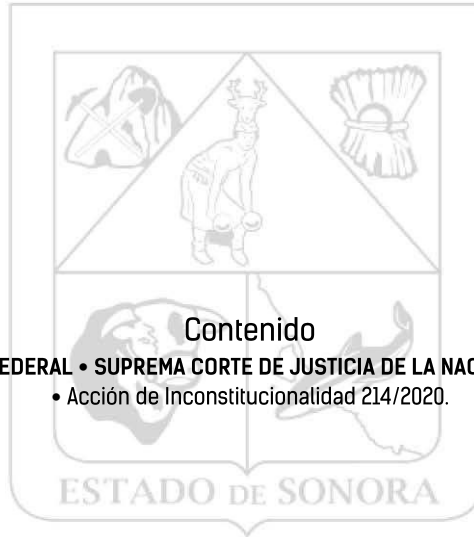 Contenido
EDERAL • SUPREMA CORTE DE JUSTICIA DE LA NAC
• Acción de Inconstitucionalidad 214/2020.
ESTADO DE SONORA